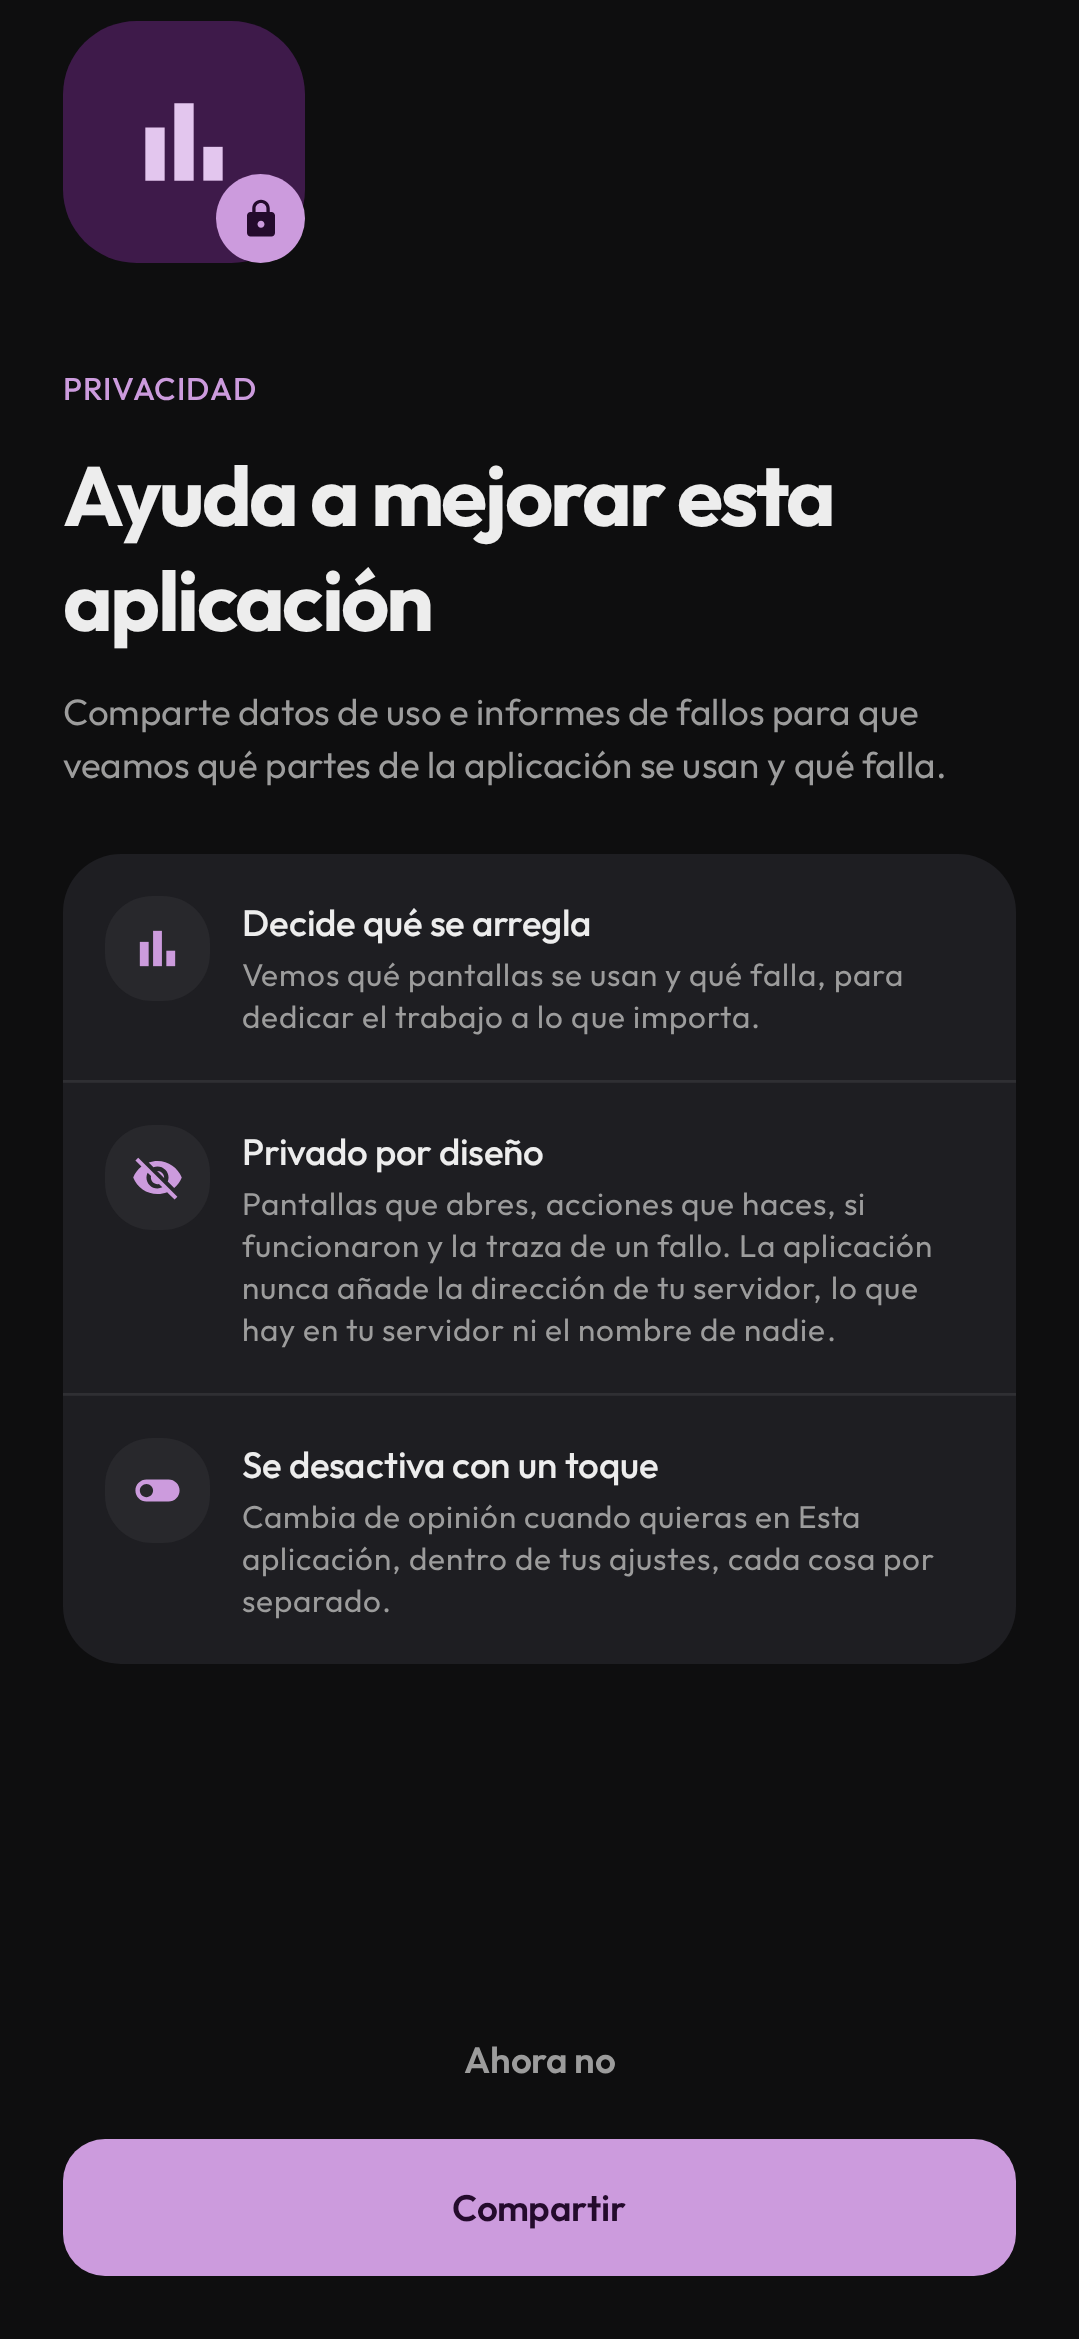 PRIVACIDAD
Ayuda a mejorar esta
aplicación
Comparte datos de uso e informes de fallos para que
veamos qué partes de la aplicación se usan y qué falla.
Decide qué se arregla
Vemos qué pantallas se usan y qué falla, para
dedicar el trabajo a lo que importa.
Privado por diseño
Pantallas que abres, acciones que haces, si
funcionaron y la traza de un fallo. La aplicación
nunca añade la dirección de tu servidor, lo que
hay en tu servidor ni el nombre de nadie.
Se desactiva con un toque
Cambia de opinión cuando quieras en Esta
aplicación, dentro de tus ajustes, cada cosa por
separado.
Ahora no
Compartir